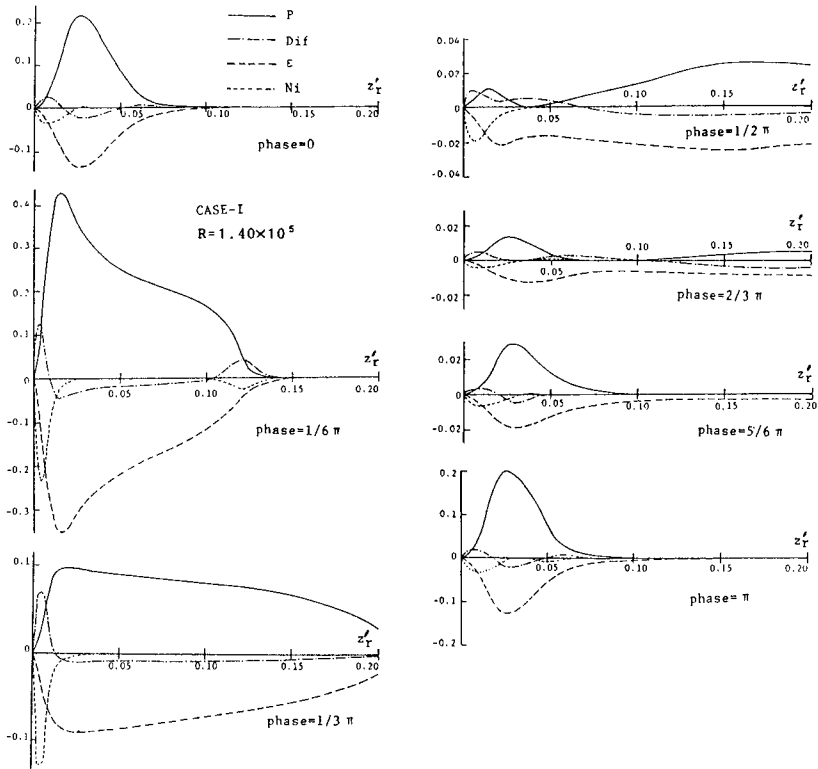 P
Dif
ε
Ni
0.2
0.1
0
-0.1
0.05
0.10
0.15
0.20
z'r
phase=0
CASE-I
R=1.40×10⁵
0.4
0.3
0.2
0.1
0
-0.1
-0.2
-0.3
0.05
0.10
0.15
0.20
z'r
phase=1/6 π
0.1
0
-0.1
0.05
0.10
0.15
0.20
z'r
phase=1/3 π
0.04
0.07
0
-0.02
0.04
0.05
0.10
0.15
0.20
z'r
phase=1/2 π
0.02
0
-0.02
0.05
0.10
0.15
0.20
z'r
phase=2/3 π
0.02
0
-0.02
0.05
0.10
0.15
0.20
z'r
phase=5/6 π
0.2
0.1
0
-0.1
-0.2
0.05
0.10
0.15
0.20
z'r
phase= π